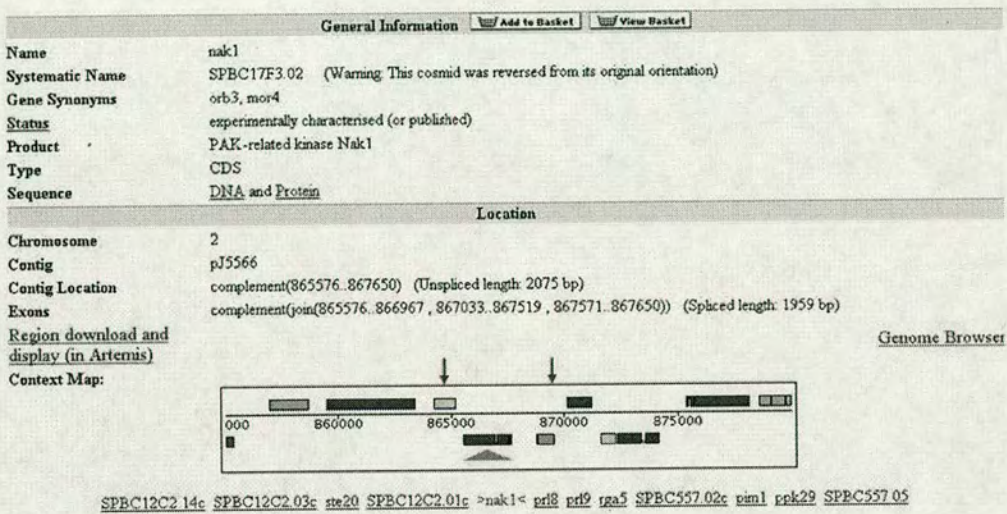 General Information Add to Basket View Basket
Name nak1
Systematic Name SPBC17F3.02 (Warning: This cosmid was reversed from its original orientation)
Gene Synonyms orb3, mor4
Status experimentally characterised (or published)
Product PAK-related kinase Nak1
Type CDS
Sequence DNA and Protein
Location
Chromosome 2
Contig pJ5566
Contig Location complement(865576..867650) (Unspliced length: 2075 bp)
Exons complement(join(865576..866967 , 867033..867519 , 867571..867650)) (Spliced length: 1959 bp)
Region download and
display (in Artemis)
Genome Browser
Context Map:
000 860000 865000 870000 875000
SPBC12C2.14c SPBC12C2.03c ste20 SPBC12C2.01c >nak1< prl8 prl9 rga5 SPBC557.02c pim1 ppk29 SPBC557.05